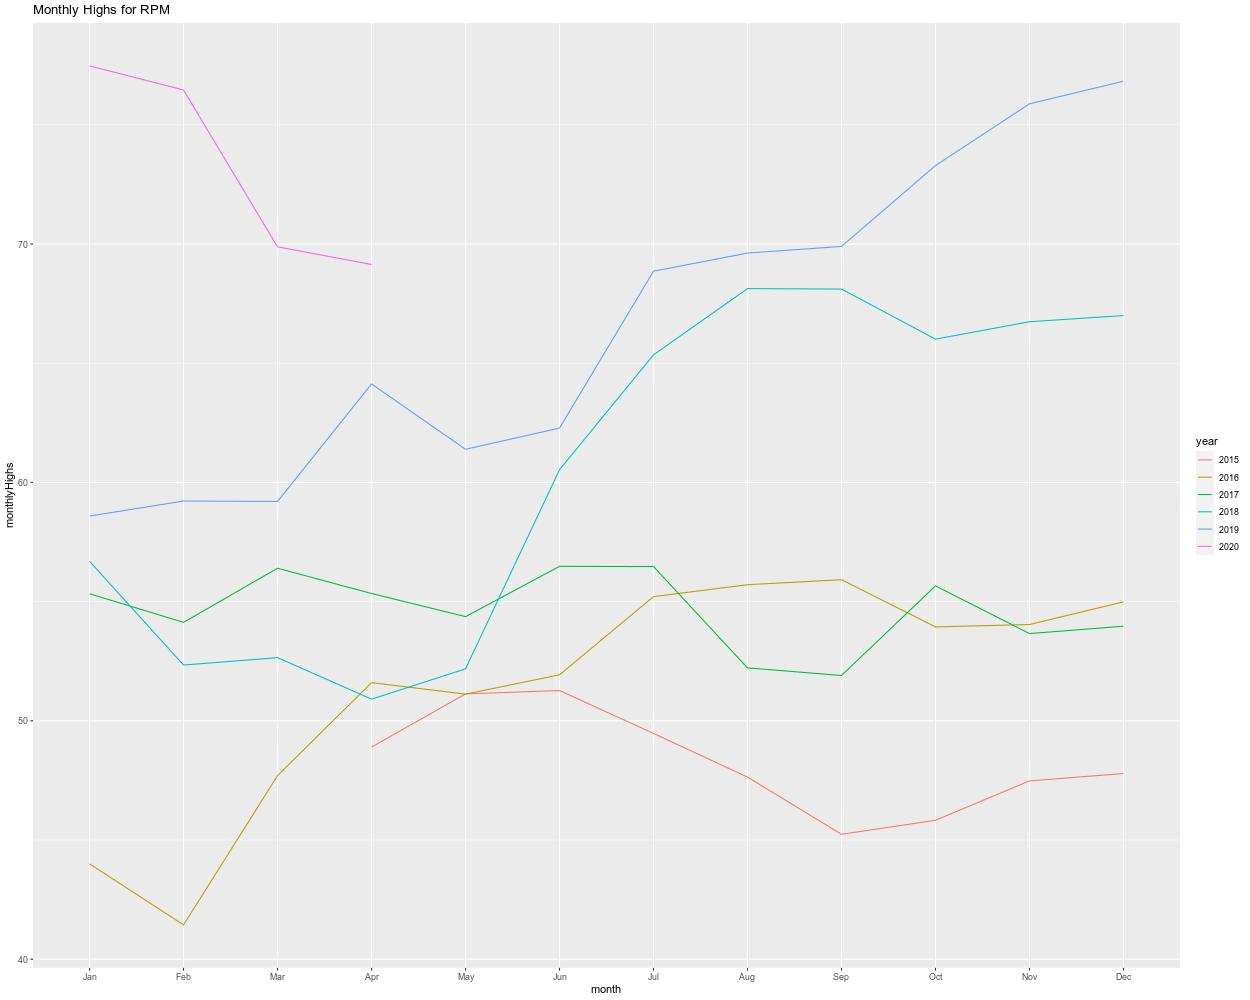 Monthly Highs for RPM
monthlyHighs
70
60
50
40
Jan Feb Mar Apr May Jun Jul Aug Sep Oct Nov Dec
month
year
2015
2016
2017
2018
2019
2020